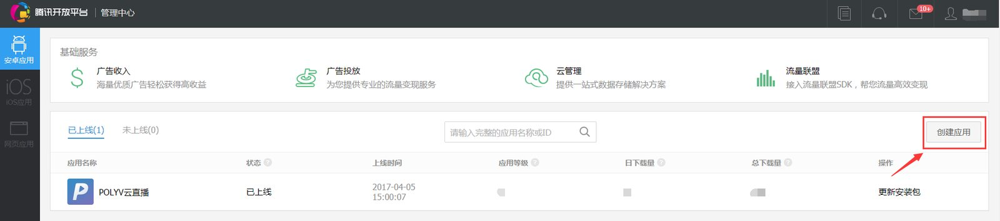 腾讯开放平台 管理中心 10+
安卓应用
iOS
iOS应用
网页应用
基础服务
广告收入
海量优质广告轻松获得高收益
广告投放
为您提供专业的流量变现服务
云管理
提供一站式数据存储解决方案
流量联盟
接入流量联盟SDK，帮您流量高效变现
已上线(1) 未上线(0) 请输入完整的应用名称或ID 创建应用
应用名称 状态 ? 上线时间 应用等级 ? 日下载量 ? 总下载量 ? 操作
POLYV云直播 已上线 2017-04-05 更新安装包
15:00:07